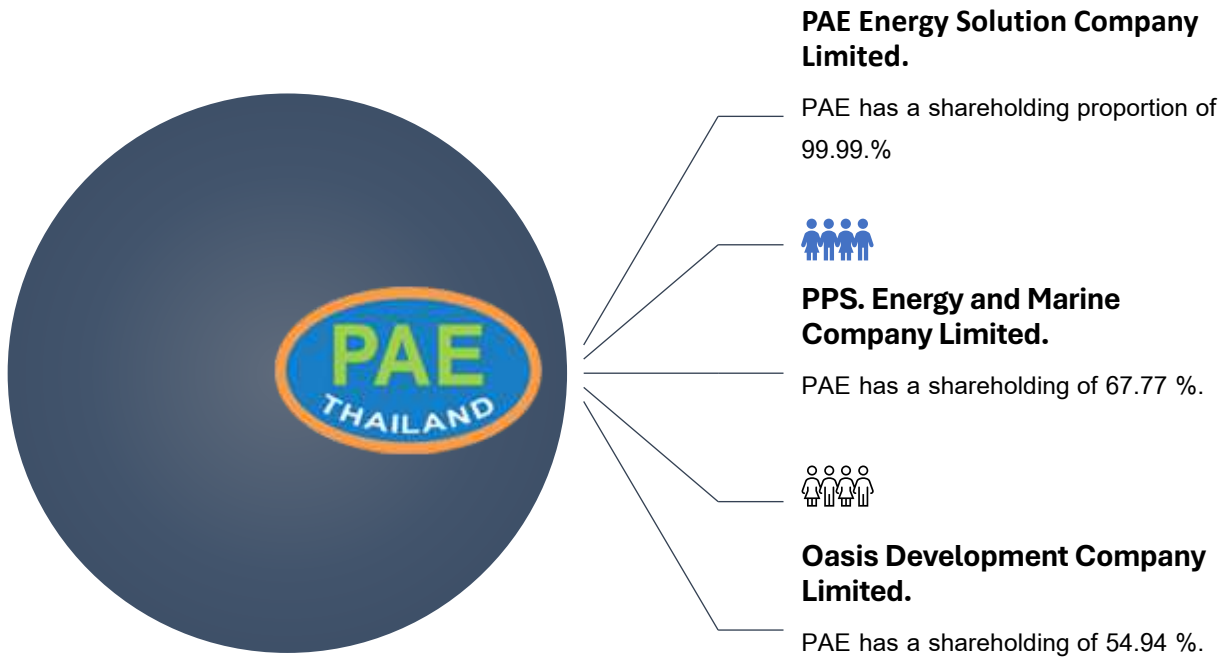 PAE
THAILAND
PAE Energy Solution Company
Limited.
PAE has a shareholding proportion of
99.99.%
PPS. Energy and Marine
Company Limited.
PAE has a shareholding of 67.77 %.
Oasis Development Company
Limited.
PAE has a shareholding of 54.94 %.